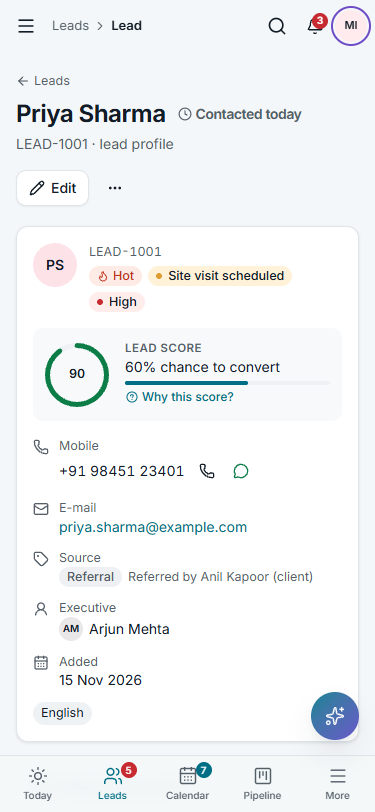 Leads > Lead
3
MI
← Leads
Priya Sharma Contacted today
LEAD-1001 · lead profile
Edit ···
PS
LEAD-1001
Hot Site visit scheduled
High
90
LEAD SCORE
60% chance to convert
Why this score?
Mobile
+91 98451 23401
E-mail
priya.sharma@example.com
Source
Referral Referred by Anil Kapoor (client)
Executive
AM Arjun Mehta
Added
15 Nov 2026
English
5 7
Today Leads Calendar Pipeline More